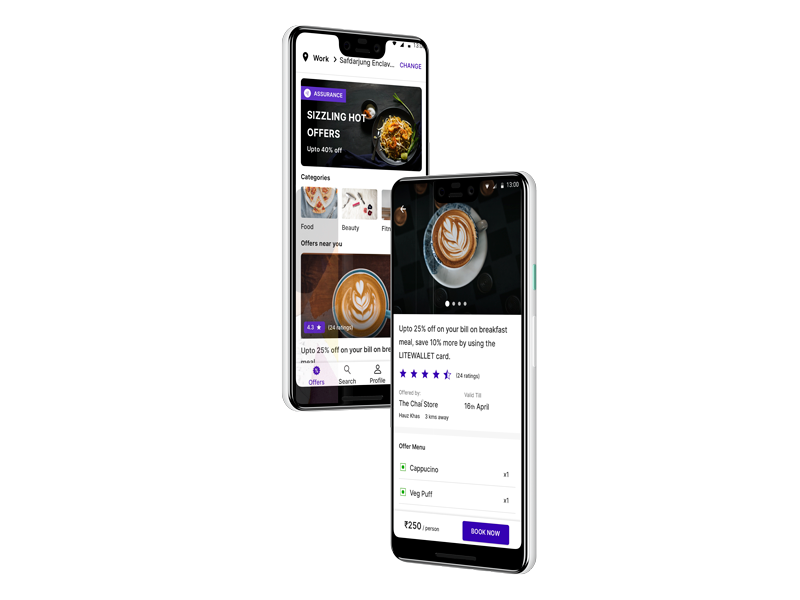 Work > Safdarjung Enclav... CHANGE
ASSURANCE
SIZZLING HOT
OFFERS
Upto 40% off
Categories
Food
Beauty
Offers near you
4.3 ★ (24 ratings)
Upto 25% off on your bill on bre
meal
Offers
Search
Profile
13:00
Upto 25% off on your bill on breakfast
meal, save 10% more by using the
LITEWALLET card.
(24 ratings)
Offered by:
Valid Till
The Chai Store
16th April
Hauz Khas 3 kms away
Offer Menu
Cappucino x1
Veg Puff x1
₹250 / person
BOOK NOW